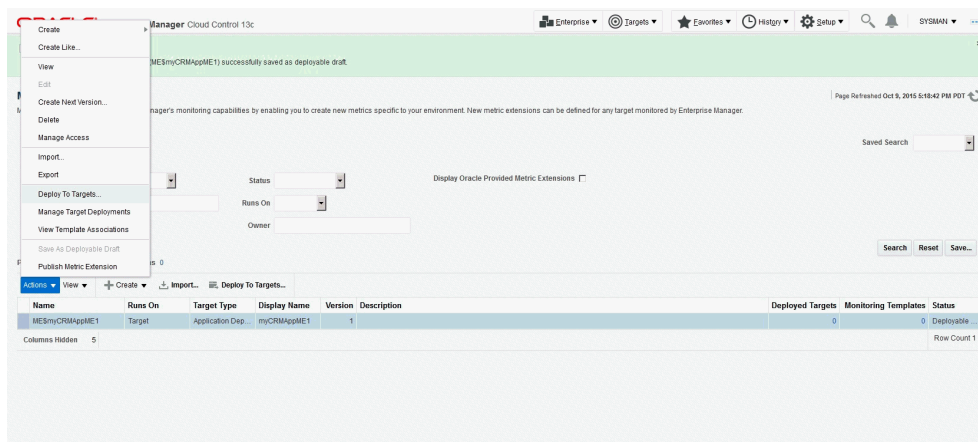 Manager Cloud Control 13c
Enterprise ▼ Targets ▼ Favorites ▼ History ▼ Setup ▼ SYSMAN ▼
Create
Create Like...
View
Edit
Create Next Version...
Delete
Manage Access
Import...
Export
Deploy To Targets...
Manage Target Deployments
View Template Associations
Save As Deployable Draft
Publish Metric Extension
(ME$myCRMAppME1) successfully saved as deployable draft.
Page Refreshed Oct 9, 2015 5:18:42 PM PDT
nager's monitoring capabilities by enabling you to create new metrics specific to your environment. New metric extensions can be defined for any target monitored by Enterprise Manager.
Saved Search
Status
Display Oracle Provided Metric Extensions
Runs On
Owner
Search Reset Save...
s 0
Actions ▼ View ▼ Create ▼ Import... Deploy To Targets...
Name Runs On Target Type Display Name Version Description Deployed Targets Monitoring Templates Status
ME$myCRMAppME1 Target Application Dep... myCRMAppME1 1 0 0 Deployable ...
Columns Hidden 5 Row Count 1